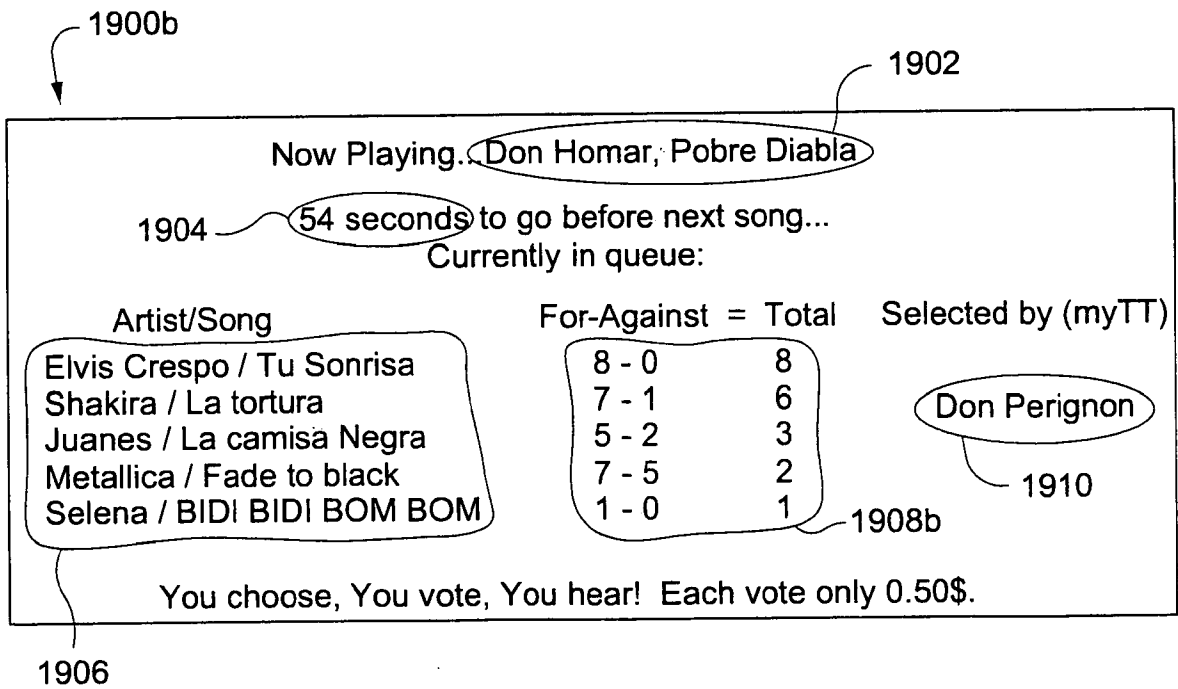 1900b
1902
Now Playing...Don Homar, Pobre Diabla
1904
54 seconds to go before next song...
Currently in queue:
Artist/Song For-Against = Total Selected by (myTT)
Elvis Crespo / Tu Sonrisa 8 - 0 8
Shakira / La tortura 7 - 1 6 Don Perignon
Juanes / La camisa Negra 5 - 2 3
Metallica / Fade to black 7 - 5 2 1910
Selena / BIDI BIDI BOM BOM 1 - 0 1 1908b
You choose, You vote, You hear! Each vote only 0.50$.
1906